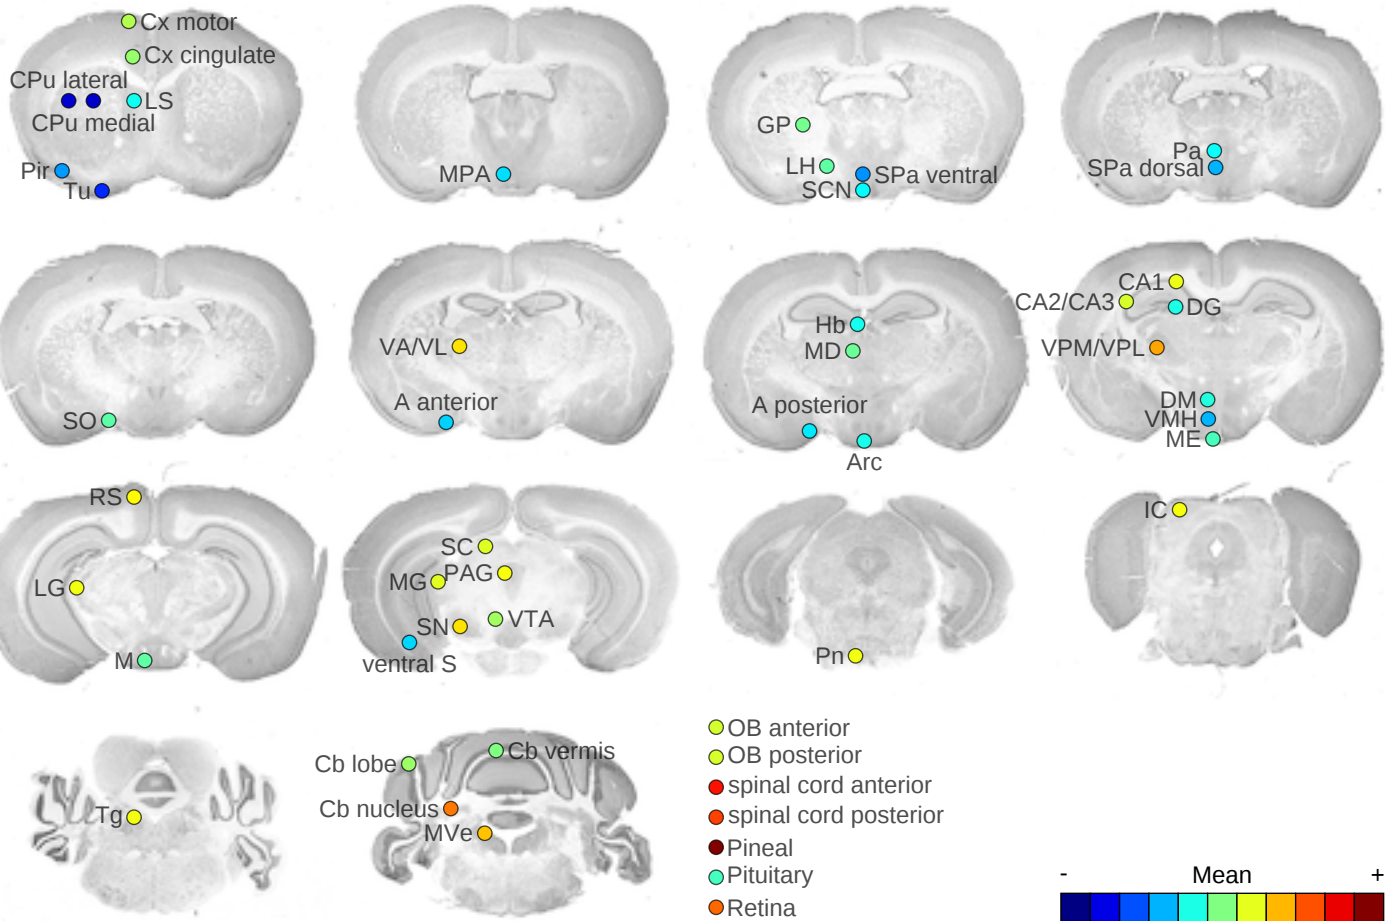 Cx motor
Cx cingulate
CPu lateral
LS
CPu medial
Pir
Tu
MPA
GP
LH
SPa ventral
SCN
Pa
SPa dorsal
SO
VA/VL
A anterior
Hb
MD
A posterior
Arc
CA1
CA2/CA3
DG
VPM/VPL
DM
VMH
ME
RS
LG
M
SC
MG
PAG
SN
VTA
ventral S
Pn
IC
Tg
Cb lobe
Cb vermis
Cb nucleus
MVe
OB anterior
OB posterior
spinal cord anterior
spinal cord posterior
Pineal
Pituitary
Retina
- Mean +